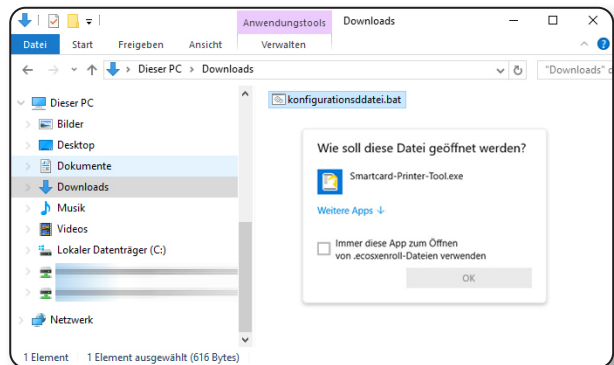 Anwendungstools
Downloads
Datei Start Freigeben Ansicht Verwalten
Dieser PC > Downloads
"Downloads" d
Dieser PC
Bilder
Desktop
Dokumente
Downloads
Musik
Videos
Lokaler Datenträger (C:)
Netzwerk
konfigurationsddatei.bat
Wie soll diese Datei geöffnet werden?
Smartcard-Printer-Tool.exe
Weitere Apps ↓
Immer diese App zum Öffnen
von .ecosxenroll-Dateien verwenden
OK
1 Element 1 Element ausgewählt (616 Bytes)